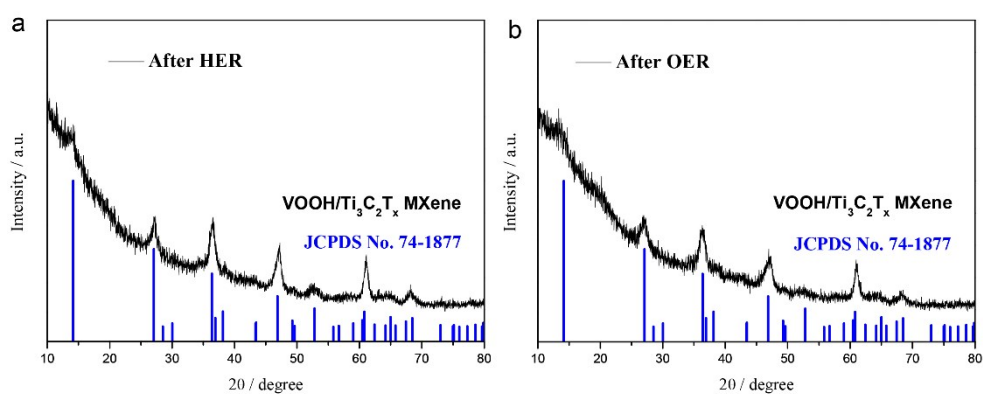 a
After HER
VOOH/Ti₃C₂Tₓ MXene
JCPDS No. 74-1877
Intensity / a.u.
10 20 30 40 50 60 70 80
2θ / degree
b
After OER
VOOH/Ti₃C₂Tₓ MXene
JCPDS No. 74-1877
Intensity / a.u.
10 20 30 40 50 60 70 80
2θ / degree